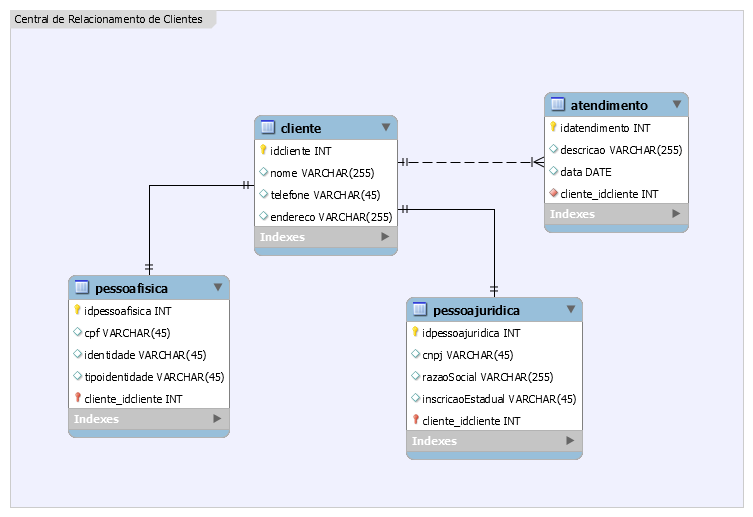 Central de Relacionamento de Clientes
cliente
idcliente INT
nome VARCHAR(255)
telefone VARCHAR(45)
endereco VARCHAR(255)
Indexes
atendimento
idatendimento INT
descricao VARCHAR(255)
data DATE
cliente_idcliente INT
Indexes
pessoafisica
idpessoafisica INT
cpf VARCHAR(45)
identidade VARCHAR(45)
tipoidentidade VARCHAR(45)
cliente_idcliente INT
Indexes
pessoajuridica
idpessoajuridica INT
cnpj VARCHAR(45)
razaoSocial VARCHAR(255)
inscricaoEstadual VARCHAR(45)
cliente_idcliente INT
Indexes